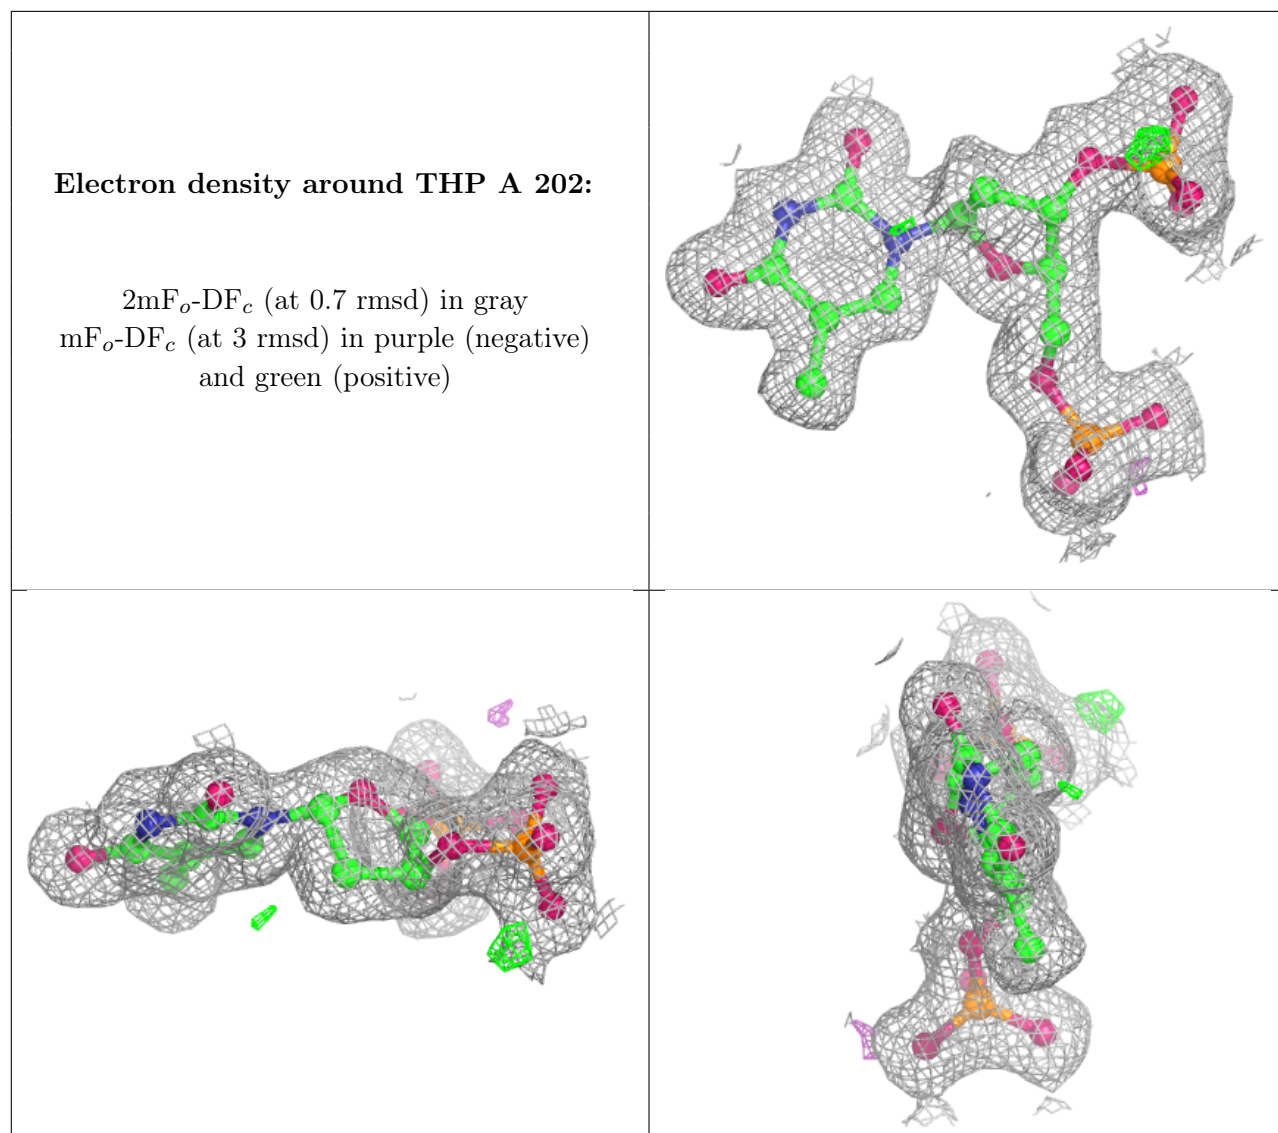 Electron density around THP A 202:
2mFo-DFc (at 0.7 rmsd) in gray
mFo-DFc (at 3 rmsd) in purple (negative)
and green (positive)